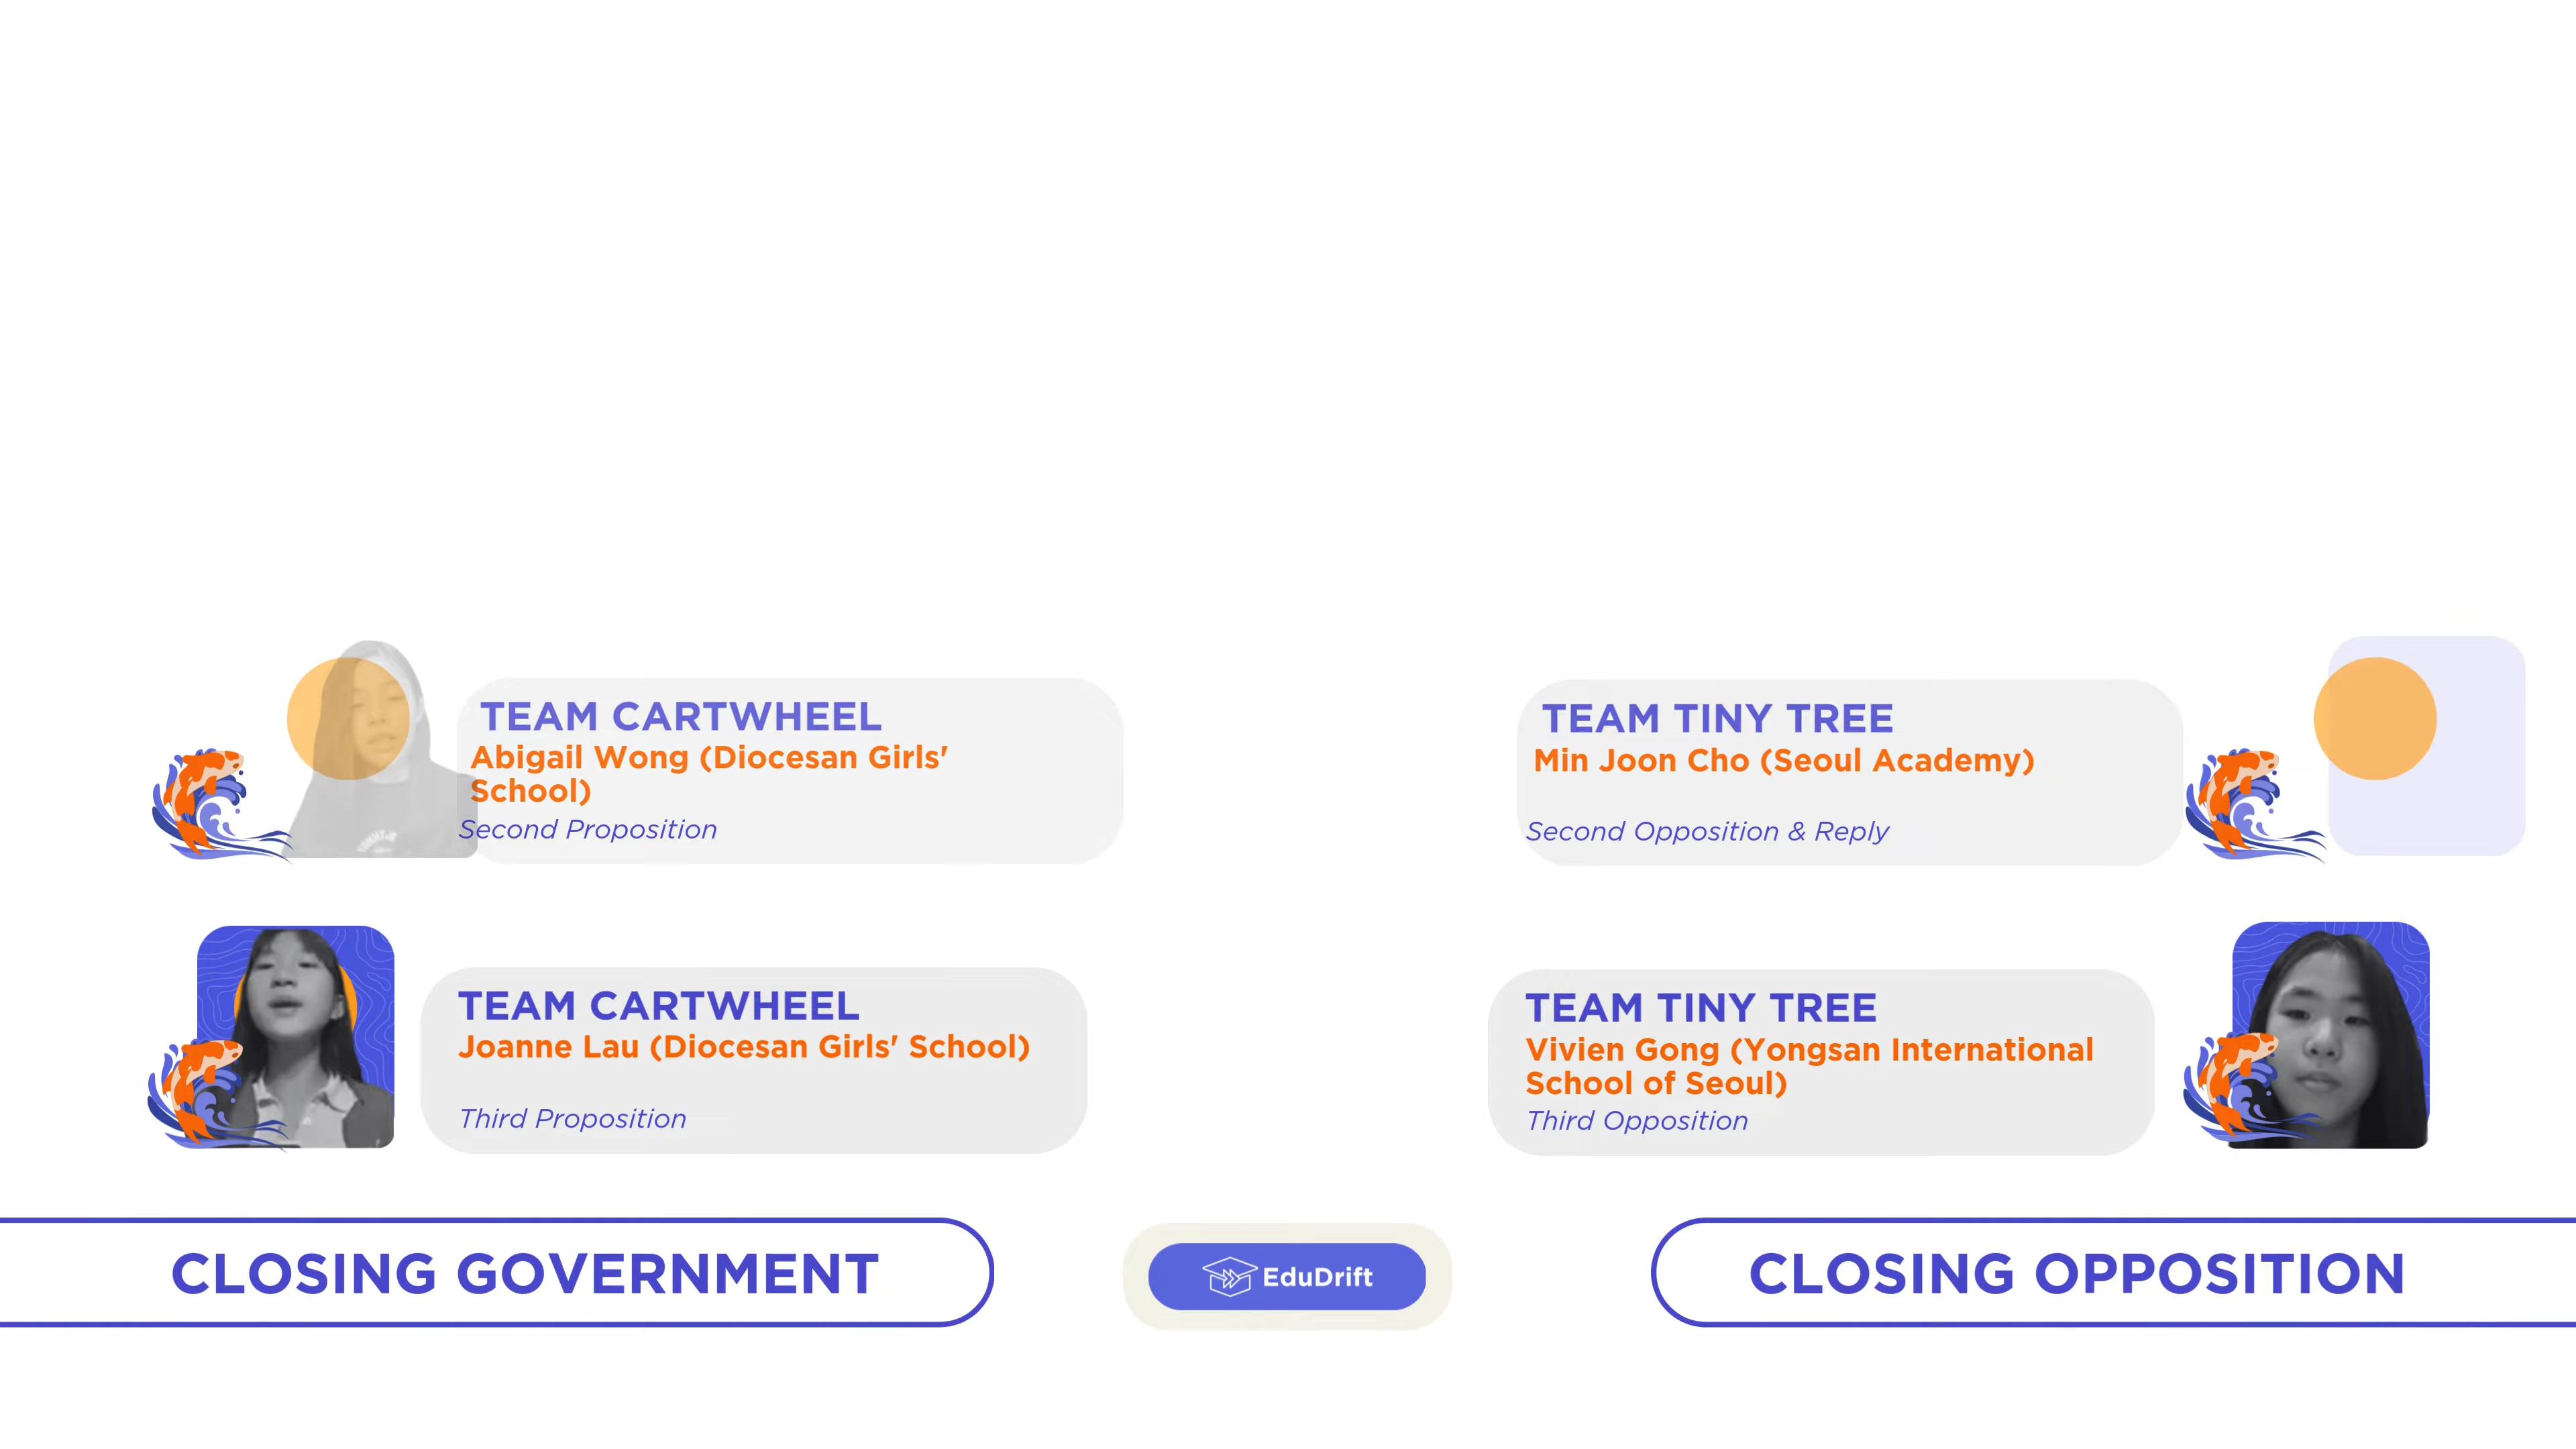 TEAM CARTWHEEL
Abigail Wong (Diocesan Girls'
School)
Second Proposition
TEAM TINY TREE
Min Joon Cho (Seoul Academy)
Second Opposition & Reply
TEAM CARTWHEEL
Joanne Lau (Diocesan Girls' School)
Third Proposition
TEAM TINY TREE
Vivien Gong (Yongsan International
School of Seoul)
Third Opposition
CLOSING GOVERNMENT
EduDrift
CLOSING OPPOSITION